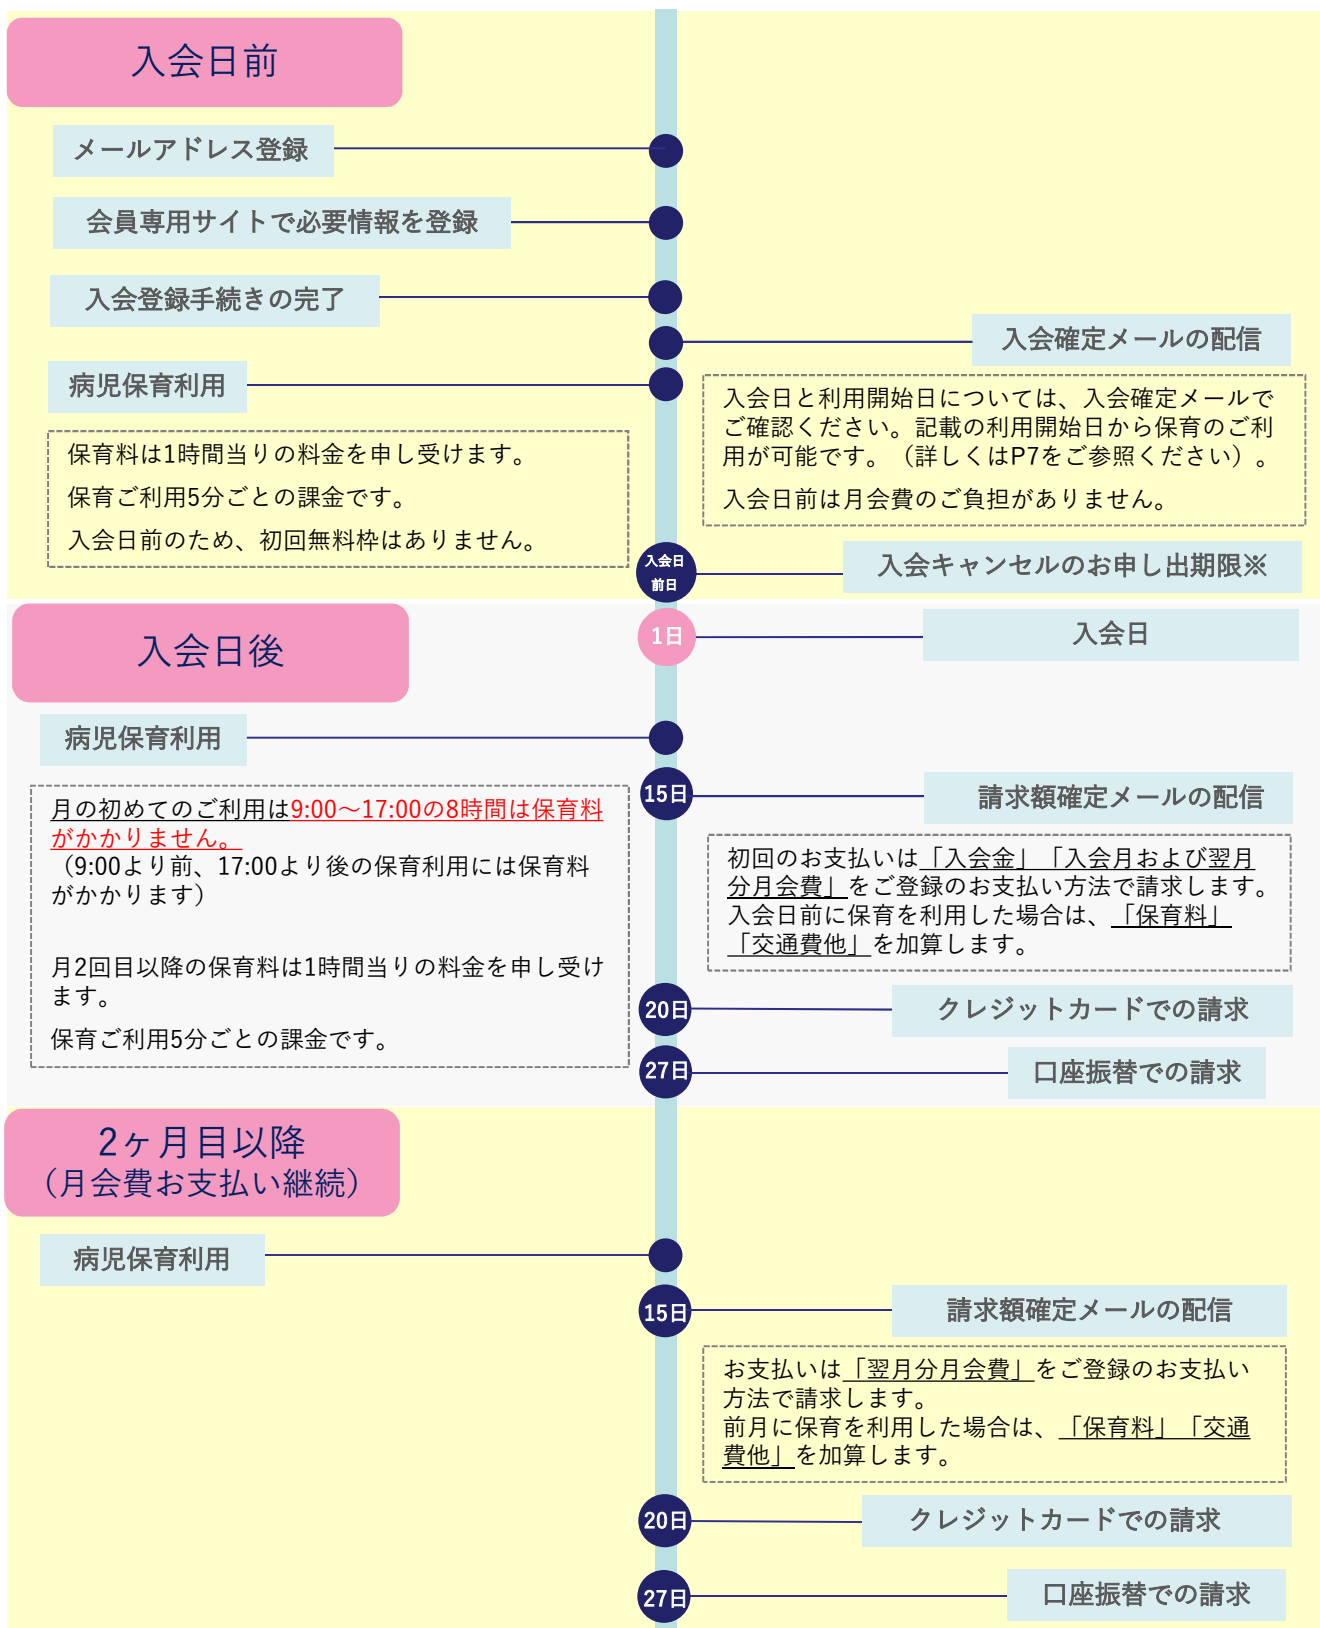 入会日前
メールアドレス登録
会員専用サイトで必要情報を登録
入会登録手続きの完了
入会確定メールの配信
病児保育利用
入会日と利用開始日については、入会確定メールで
ご確認ください。記載の利用開始日から保育のご利
用が可能です。（詳しくはP7をご参照ください）。
入会日前は月会費のご負担がありません。
保育料は1時間当りの料金を申し受けます。
保育ご利用5分ごとの課金です。
入会日前のため、初回無料枠はありません。
入会日
前日
入会キャンセルのお申し出期限※
入会日後
1日
入会日
病児保育利用
15日
請求額確定メールの配信
月の初めてのご利用は9:00～17:00の8時間は保育料
がかかりません。
（9:00より前、17:00より後の保育利用には保育料
がかかります）
月2回目以降の保育料は1時間当りの料金を申し受け
ます。
保育ご利用5分ごとの課金です。
初回のお支払いは「入会金」「入会月および翌月
分月会費」をご登録のお支払い方法で請求します。
入会日前に保育を利用した場合は、「保育料」
「交通費他」を加算します。
20日
クレジットカードでの請求
27日
口座振替での請求
2ヶ月目以降
（月会費お支払い継続）
病児保育利用
15日
請求額確定メールの配信
お支払いは「翌月分月会費」をご登録のお支払い
方法で請求します。
前月に保育を利用した場合は、「保育料」「交通
費他」を加算します。
20日
クレジットカードでの請求
27日
口座振替での請求